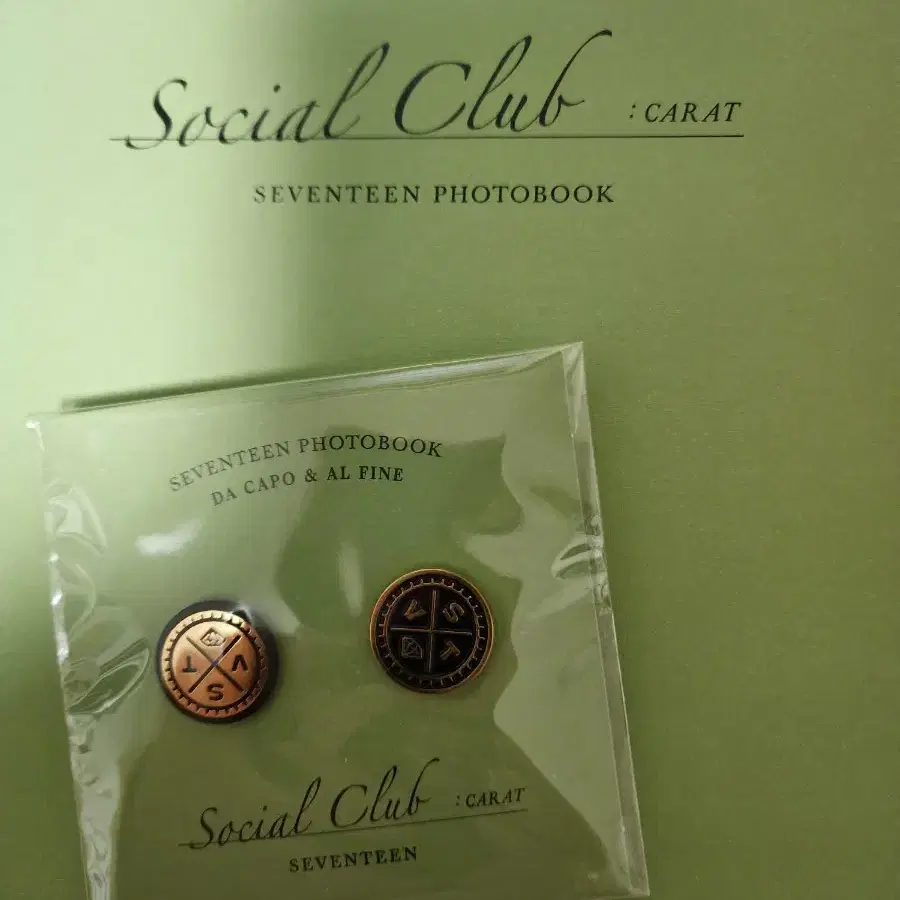 Social Club : CARAT
SEVENTEEN PHOTOBOOK
SEVENTEEN PHOTOBOOK
DA CAPO & AL FINE
T V S
V S T
Social Club : CARAT
SEVENTEEN